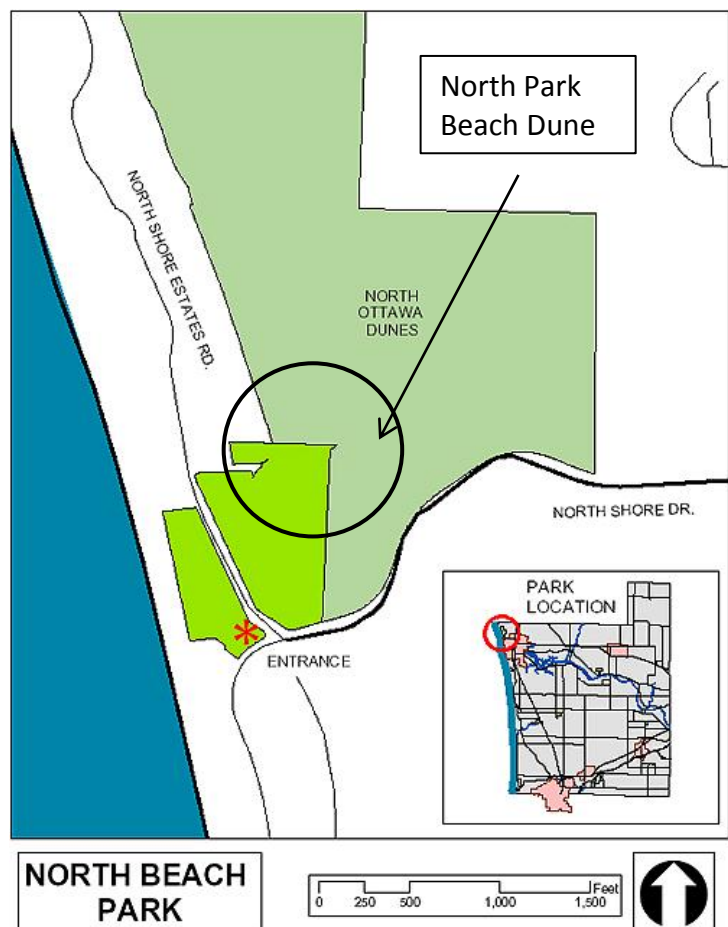 North Park
Beach Dune
NORTH SHORE ESTATES RD.
NORTH
OTTAWA
DUNES
NORTH SHORE DR.
PARK
LOCATION
ENTRANCE
NORTH BEACH
PARK
Feet
0 250 500 1,000 1,500